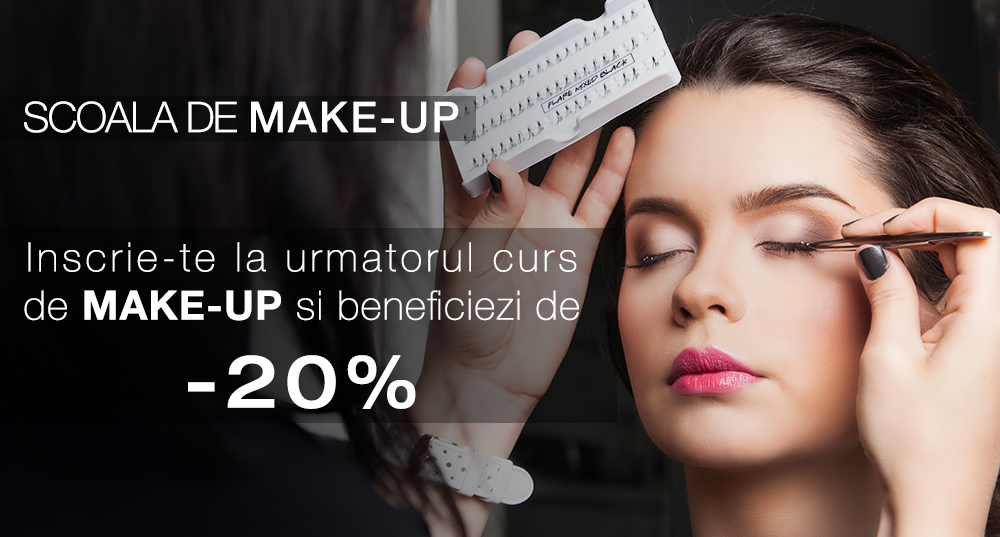 SCOALA DE MAKE-UP
FLARE MIXED BLACK
Inscrie-te la urmatorul curs
de MAKE-UP si beneficiezi de
-20%